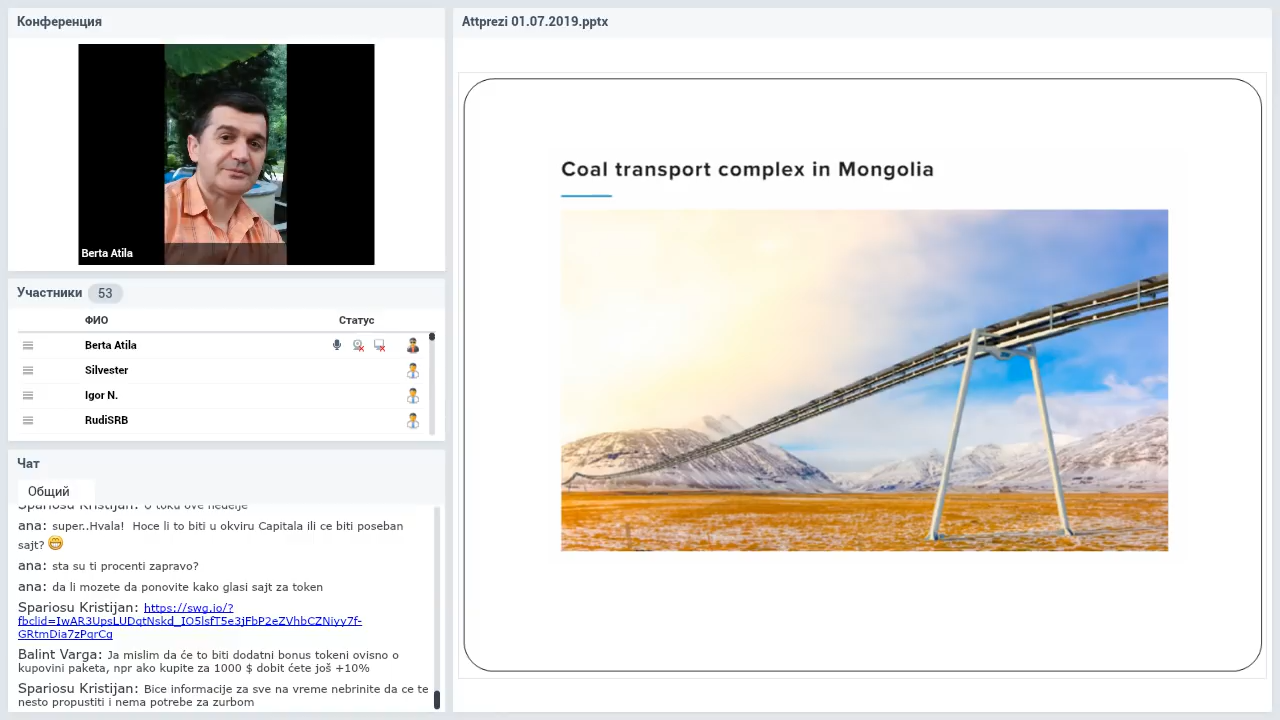 Конференция
Berta Atila
Участники 53
ФИО Статус
Berta Atila
Silvester
Igor N.
RudiSRB
Чат
Общий
Spariosu Kristijan: U toku ove nedelje
ana: super..Hvala! Hoce li to biti u okviru Capitala ili ce biti poseban
sajt?
ana: sta su ti procenti zapravo?
ana: da li mozete da ponovite kako glasi sajt za token
Spariosu Kristijan: https://swg.io/?
fbclid=IwAR3UpsLUDqtNskd_IO5lsfT5e3jFbP2eZVhbCZNiyy7f-
GRtmDia7zPqrCg
Balint Varga: Ja mislim da će to biti dodatni bonus tokeni ovisno o
kupovini paketa, npr ako kupite za 1000 $ dobit ćete još +10%
Spariosu Kristijan: Bice informacije za sve na vreme nebrinite da ce te
nesto propustiti i nema potrebe za zurbom
Attprezi 01.07.2019.pptx
Coal transport complex in Mongolia